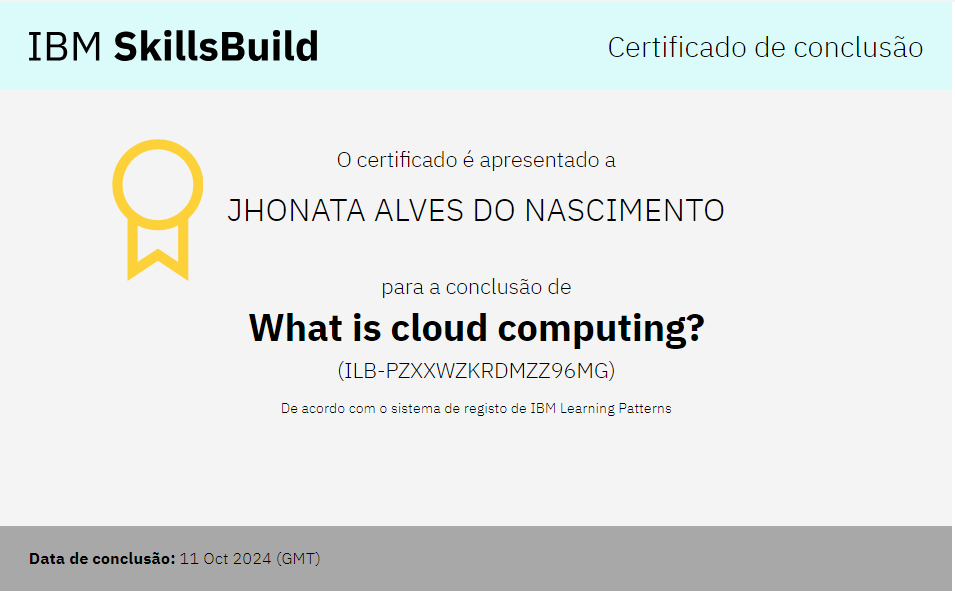 IBM SkillsBuild
Certificado de conclusão
O certificado é apresentado a
JHONATA ALVES DO NASCIMENTO
para a conclusão de
What is cloud computing?
(ILB-PZXXWZKRDMZZ96MG)
De acordo com o sistema de registo de IBM Learning Patterns
Data de conclusão: 11 Oct 2024 (GMT)